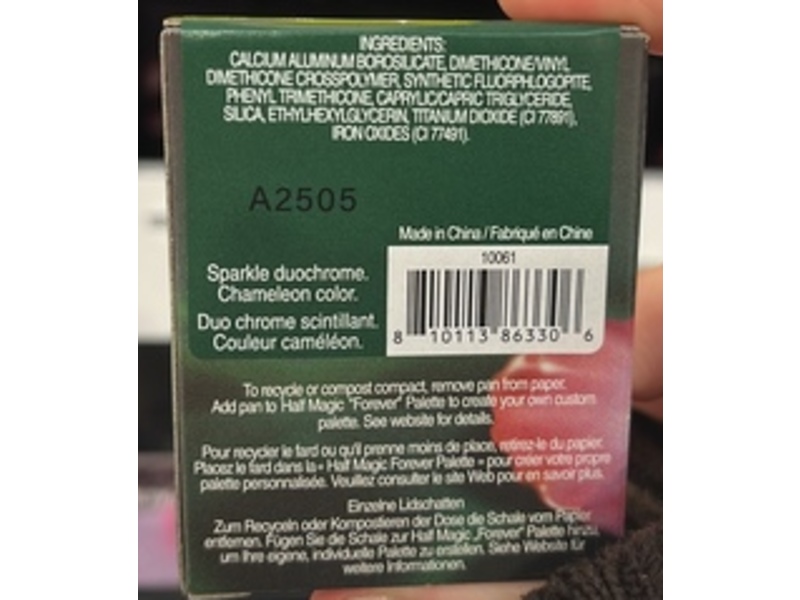 INGREDIENTS:
CALCIUM ALUMINUM BOROSILICATE, DIMETHICONE/VINYL
DIMETHICONE CROSSPOLYMER, SYNTHETIC FLUORPHLOGOPITE,
PHENYL TRIMETHICONE, CAPRYLIC/CAPRIC TRIGLYCERIDE,
SILICA, ETHYLHEXYLGLYCERIN, TITANIUM DIOXIDE (CI 77891),
IRON OXIDES (CI 77491).
A2505
Made in China / Fabriqué en Chine
10061
Sparkle duochrome.
Chameleon color.
Duo chrome scintillant.
Couleur caméléon.
8 10113 86330 6
To recycle or compost compact, remove pan from paper.
Add pan to Half Magic "Forever" Palette to create your own custom
palette. See website for details.
Pour recycler le fard ou qu'il prenne moins de place, retirez-le du papier.
Placez le fard dans la « Half Magic Forever Palette » pour créer votre propre
palette personnalisée. Veuillez consulter le site Web pour en savoir plus.
Einzelne Lidschatten
Zum Recyceln oder Kompostieren der Dose die Schale vom Papier
entfernen. Fügen Sie die Schale zur Half Magic „Forever" Palette hinzu,
um Ihre eigene, individuelle Palette zu erstellen. Siehe Website für
weitere Informationen.